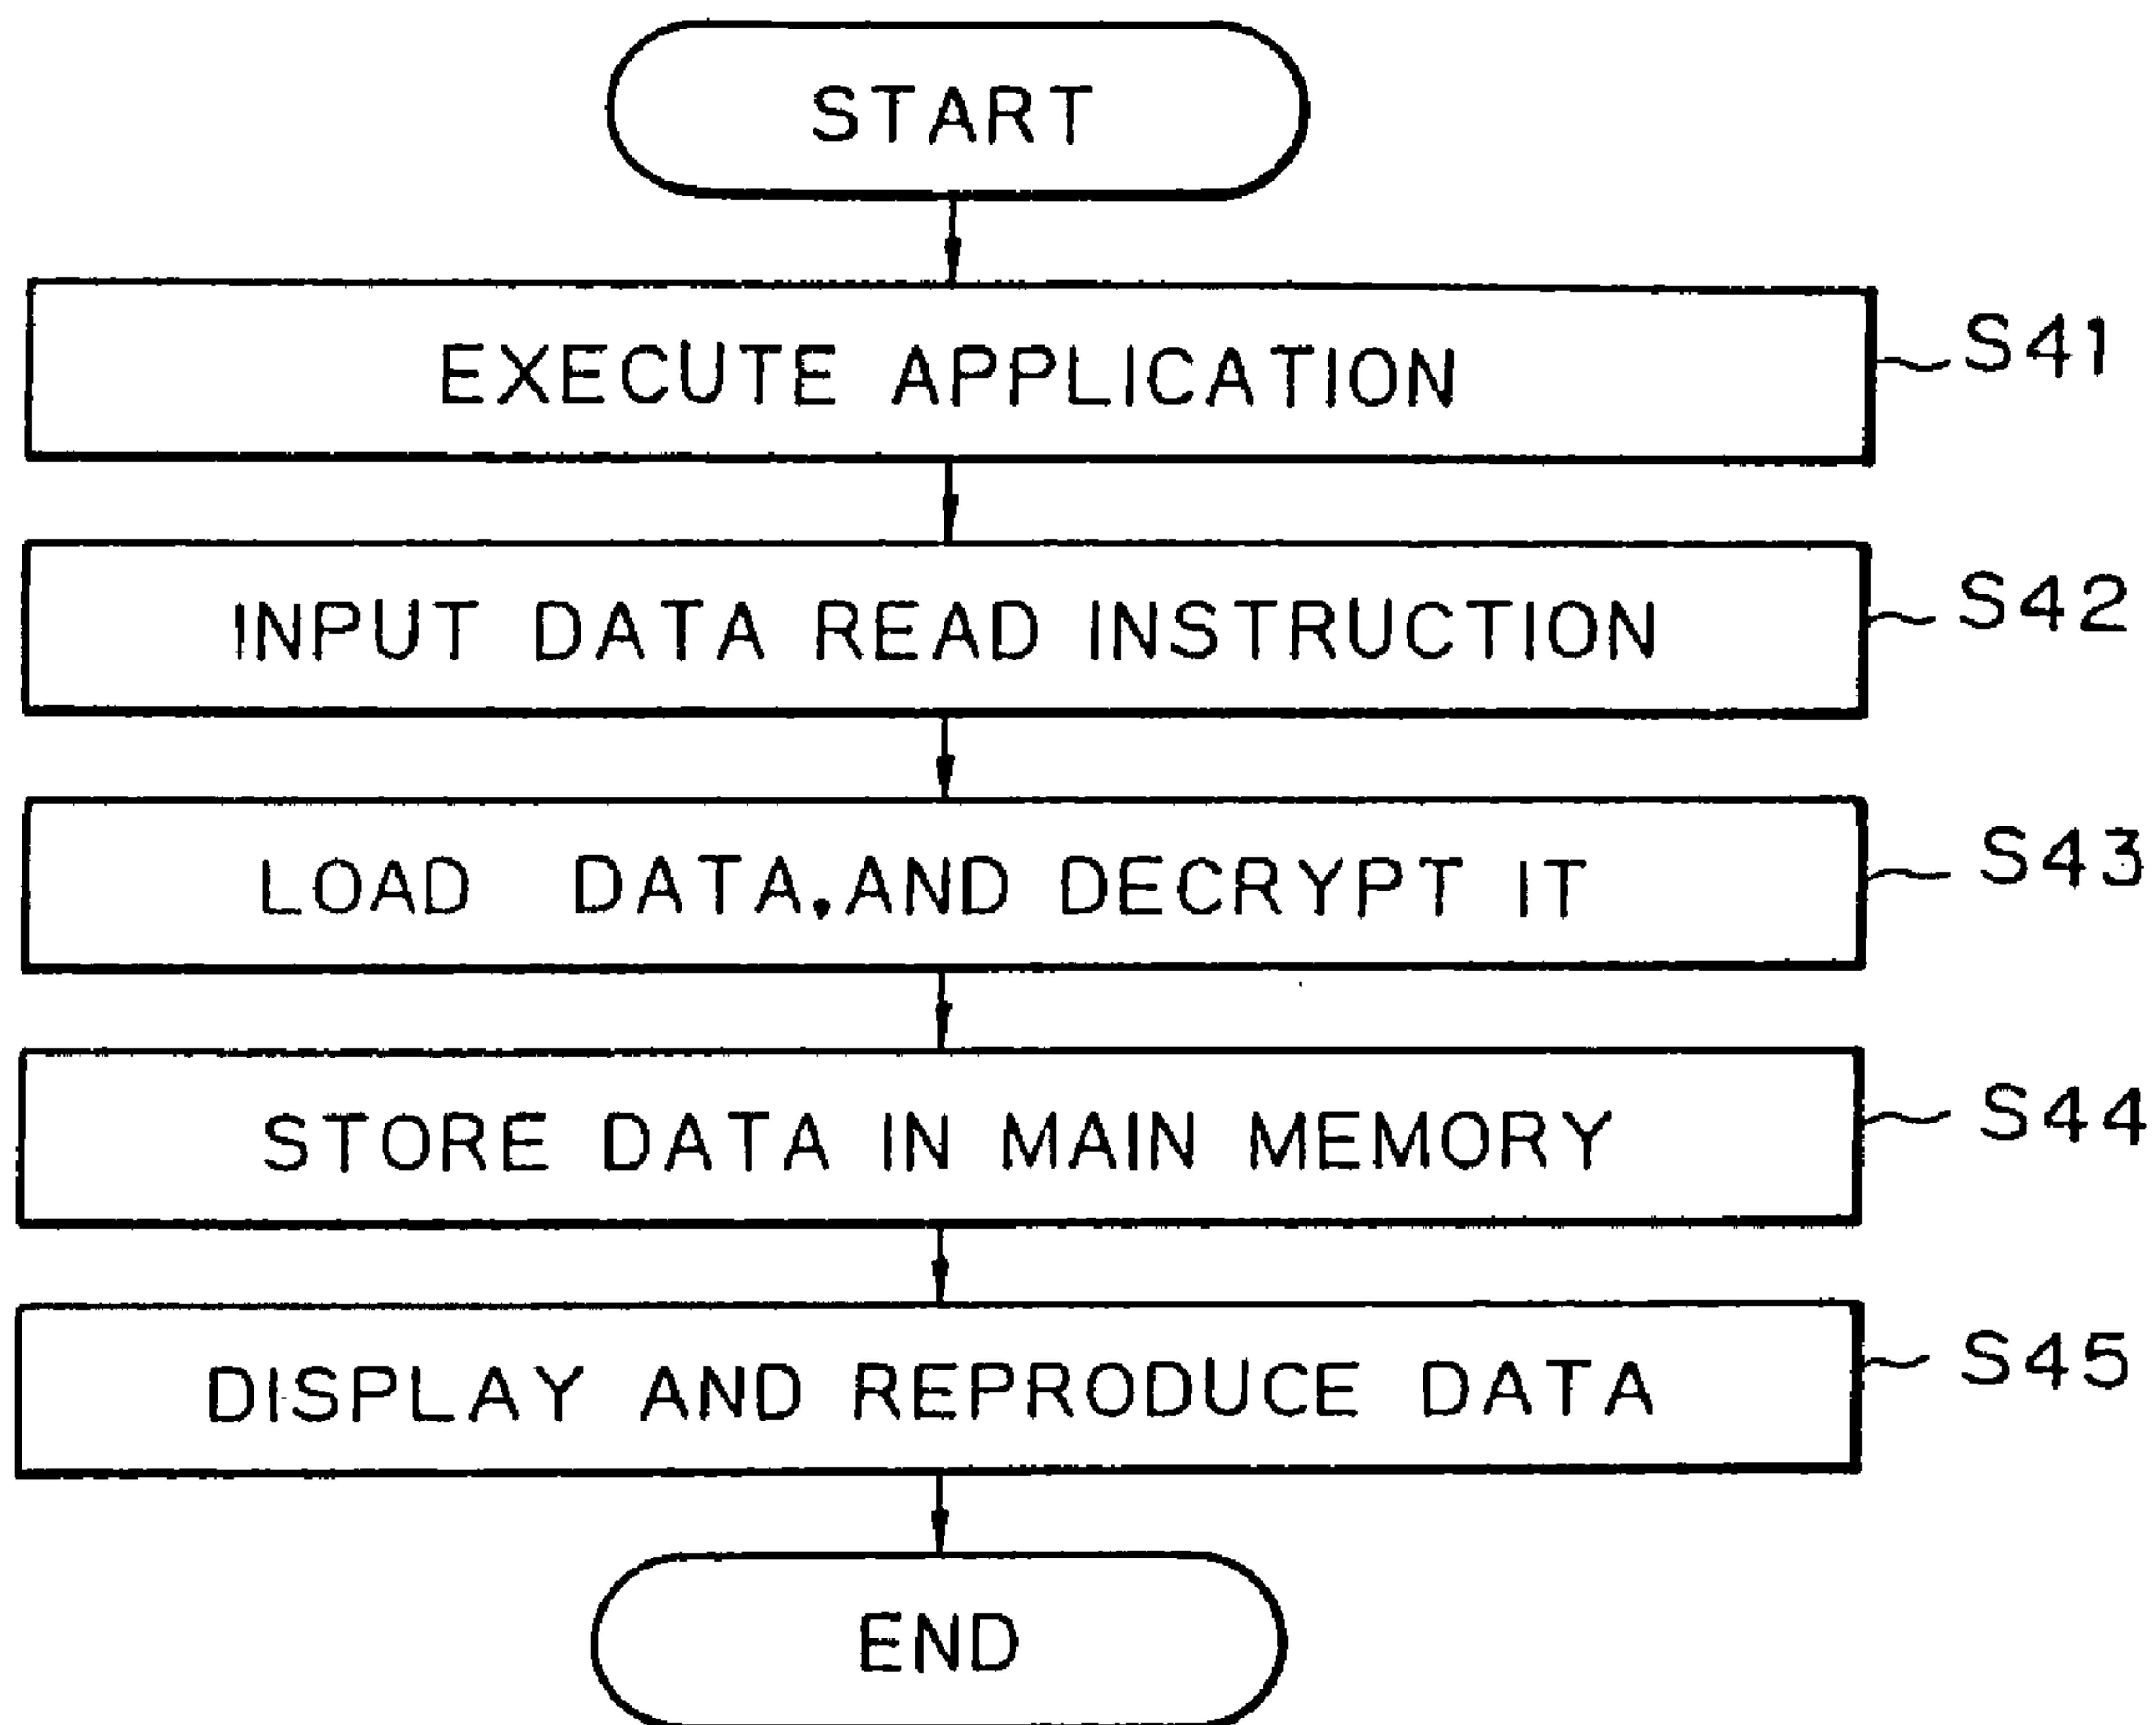 START
EXECUTE APPLICATION
S41
INPUT DATA READ INSTRUCTION
S42
LOAD DATA.AND DECRYPT IT
S43
STORE DATA IN MAIN MEMORY
S44
DISPLAY AND REPRODUCE DATA
S45
END